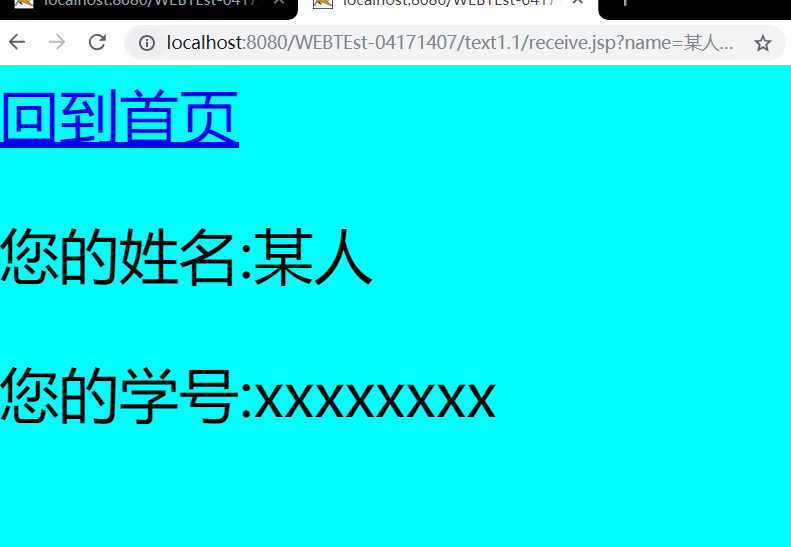 localhost:8080/WEBTEst-0417
localhost:8080/WEBTEst-0417
localhost:8080/WEBTEst-04171407/text1.1/receive.jsp?name=某人...
回到首页
您的姓名:某人
您的学号:xxxxxxxx